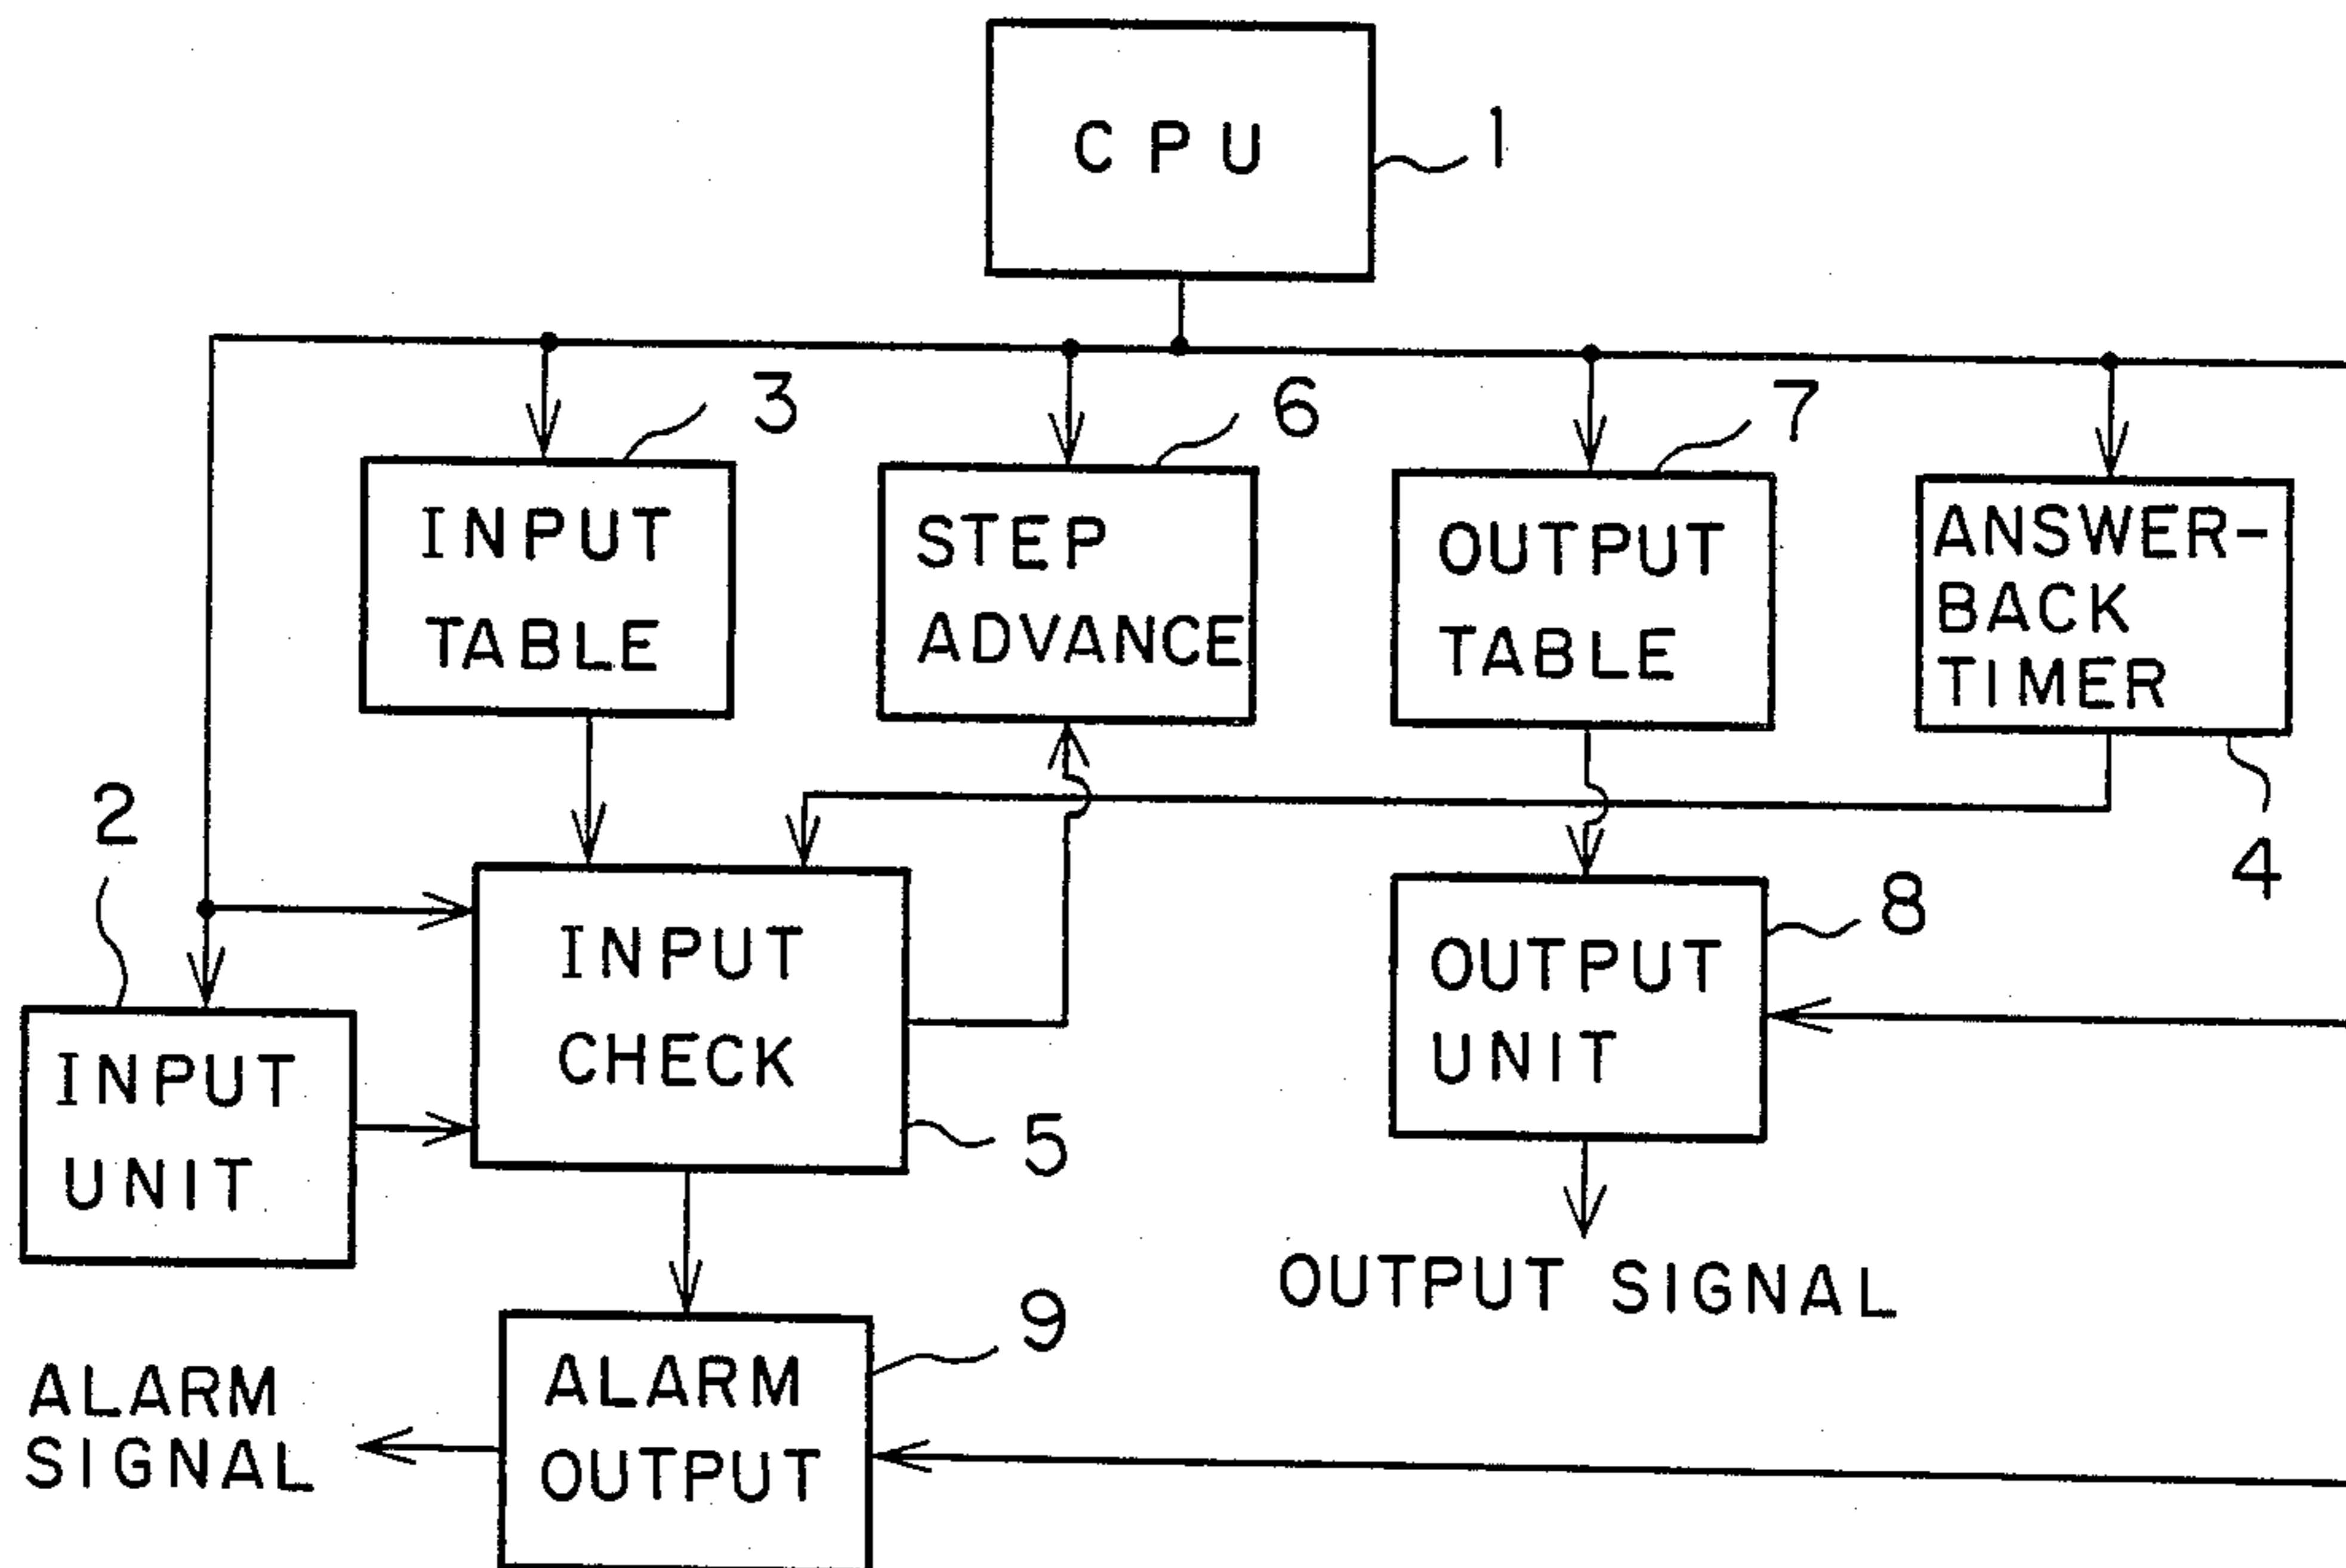 CPU
1
3
6
7
INPUT
TABLE
STEP
ADVANCE
OUTPUT
TABLE
ANSWER-
BACK
TIMER
2
4
8
INPUT
CHECK
OUTPUT
UNIT
INPUT
UNIT
5
OUTPUT SIGNAL
9
ALARM
OUTPUT
ALARM
SIGNAL